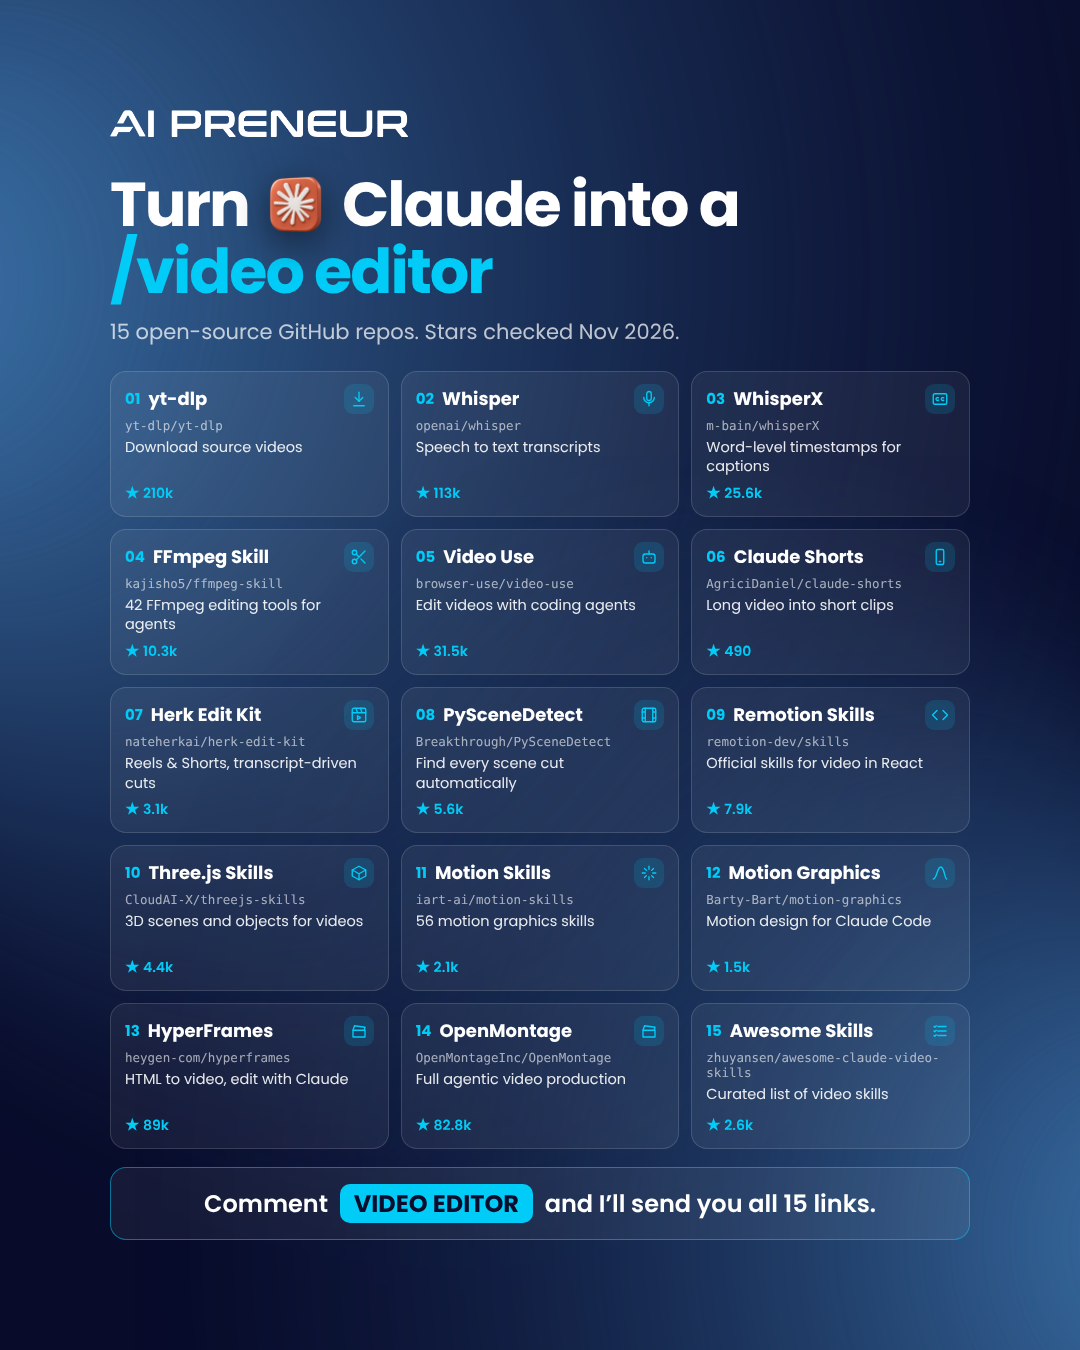 AI PRENEUR
Turn Claude into a
/video editor
15 open-source GitHub repos. Stars checked Nov 2026.
01 yt-dlp
yt-dlp/yt-dlp
Download source videos
★ 210k
02 Whisper
openai/whisper
Speech to text transcripts
★ 113k
03 WhisperX
m-bain/whisperX
Word-level timestamps for
captions
★ 25.6k
04 FFmpeg Skill
kajisho5/ffmpeg-skill
42 FFmpeg editing tools for
agents
★ 10.3k
05 Video Use
browser-use/video-use
Edit videos with coding agents
★ 31.5k
06 Claude Shorts
AgriciDaniel/claude-shorts
Long video into short clips
★ 490
07 Herk Edit Kit
nateherkai/herk-edit-kit
Reels & Shorts, transcript-driven
cuts
★ 3.1k
08 PySceneDetect
Breakthrough/PySceneDetect
Find every scene cut
automatically
★ 5.6k
09 Remotion Skills
remotion-dev/skills
Official skills for video in React
★ 7.9k
10 Three.js Skills
CloudAI-X/threejs-skills
3D scenes and objects for videos
★ 4.4k
11 Motion Skills
iart-ai/motion-skills
56 motion graphics skills
★ 2.1k
12 Motion Graphics
Barty-Bart/motion-graphics
Motion design for Claude Code
★ 1.5k
13 HyperFrames
heygen-com/hyperframes
HTML to video, edit with Claude
★ 89k
14 OpenMontage
OpenMontageInc/OpenMontage
Full agentic video production
★ 82.8k
15 Awesome Skills
zhuyansen/awesome-claude-video-
skills
Curated list of video skills
★ 2.6k
Comment VIDEO EDITOR and I’ll send you all 15 links.